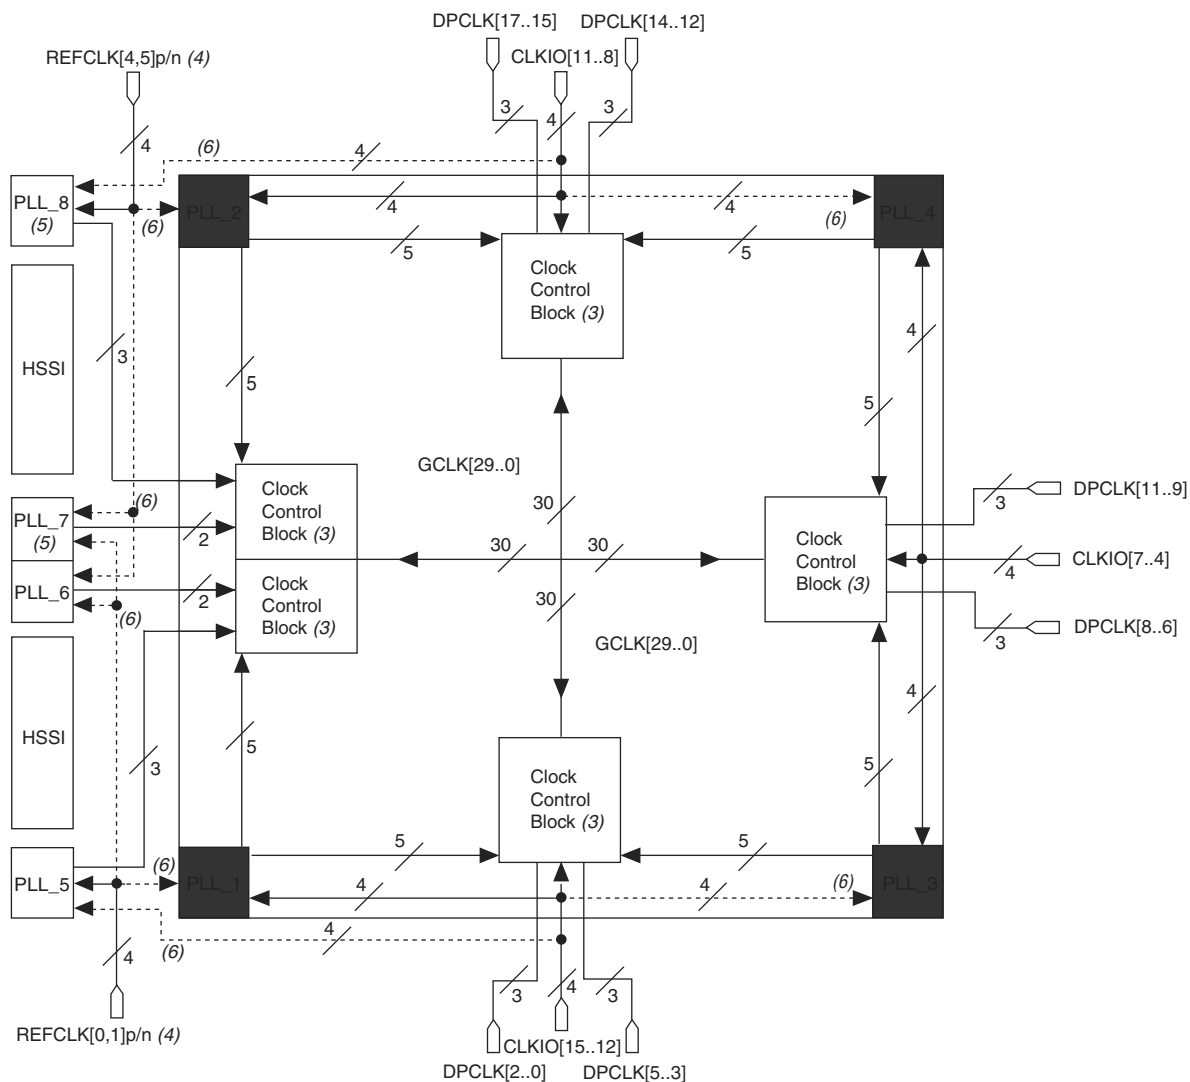 DPCLK[17..15]
DPCLK[14..12]
REFCLK[4,5]p/n (4)
CLKIO[11..8]
3
4
3
4
(6)
4
PLL_8
(5)
(6)
PLL_2
4
4
(6)
PLL_4
5
5
Clock
Control
Block (3)
HSSI
3
5
4
5
GCLK[29..0]
Clock
Control
Block (3)
(6)
PLL_7
(5)
2
30
30
30
30
3
DPCLK[11..9]
Clock
Control
Block (3)
4
CLKIO[7..4]
PLL_6
2
(6)
Clock
Control
Block (3)
3
DPCLK[8..6]
GCLK[29..0]
4
HSSI
3
5
5
Clock
Control
Block (3)
5
5
PLL_5
(6)
PLL_1
4
4
(6)
PLL_3
4
(6)
4
3
4
3
REFCLK[0,1]p/n (4)
CLKIO[15..12]
DPCLK[2..0]
DPCLK[5..3]